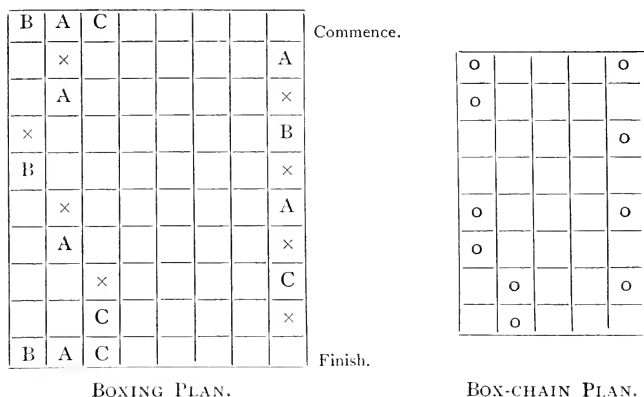 B A C Commence.
× A
A ×
× B
B ×
× A
A ×
× C
C ×
B A C Finish.
BOXING PLAN.
o o
o
o
o o
o
o o
o
BOX-CHAIN PLAN.